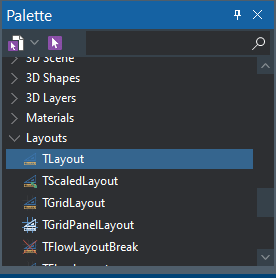 Palette
3D Scene
3D Shapes
3D Layers
Materials
Layouts
TLayout
TScaledLayout
TGridLayout
TGridPanelLayout
TFlowLayoutBreak